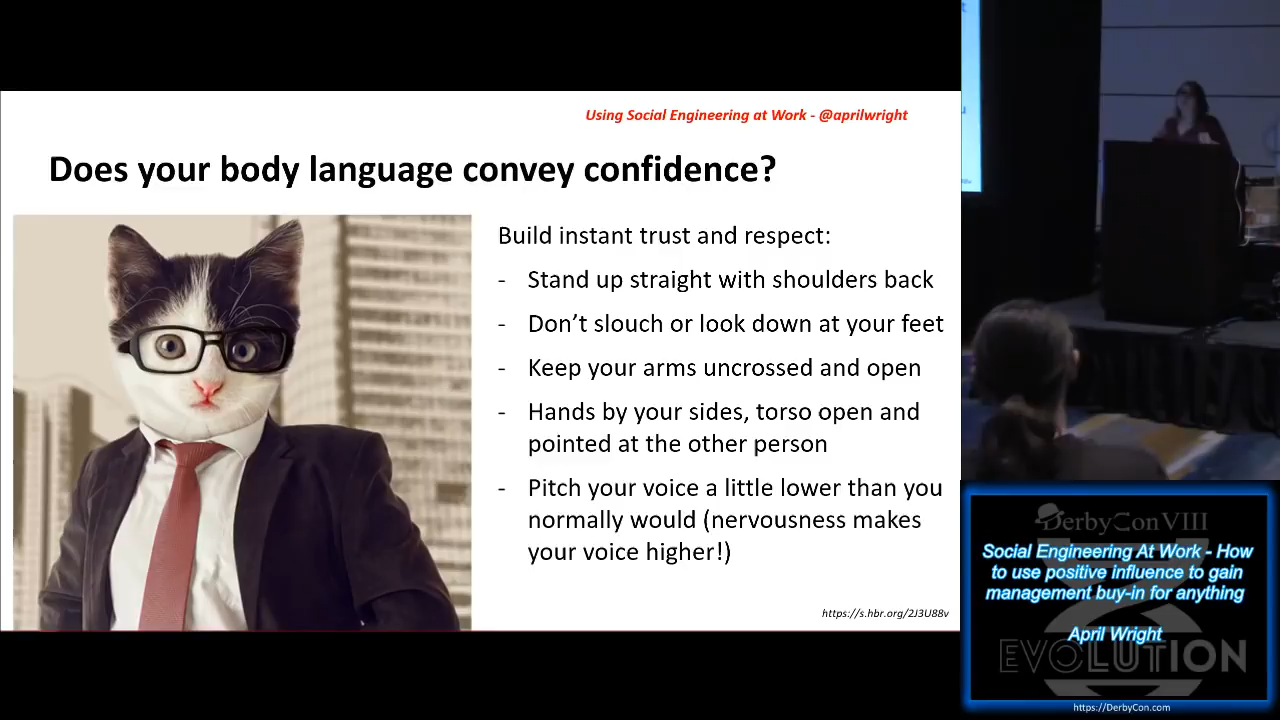 Using Social Engineering at Work - @aprilwright
Does your body language convey confidence?
Build instant trust and respect:
- Stand up straight with shoulders back
- Don’t slouch or look down at your feet
- Keep your arms uncrossed and open
- Hands by your sides, torso open and
pointed at the other person
- Pitch your voice a little lower than you
normally would (nervousness makes
your voice higher!)
https://s.hbr.org/2J3U88v
DerbyCon VIII
Social Engineering At Work - How
to use positive influence to gain
management buy-in for anything
April Wright
EVOLUTION
https://DerbyCon.com